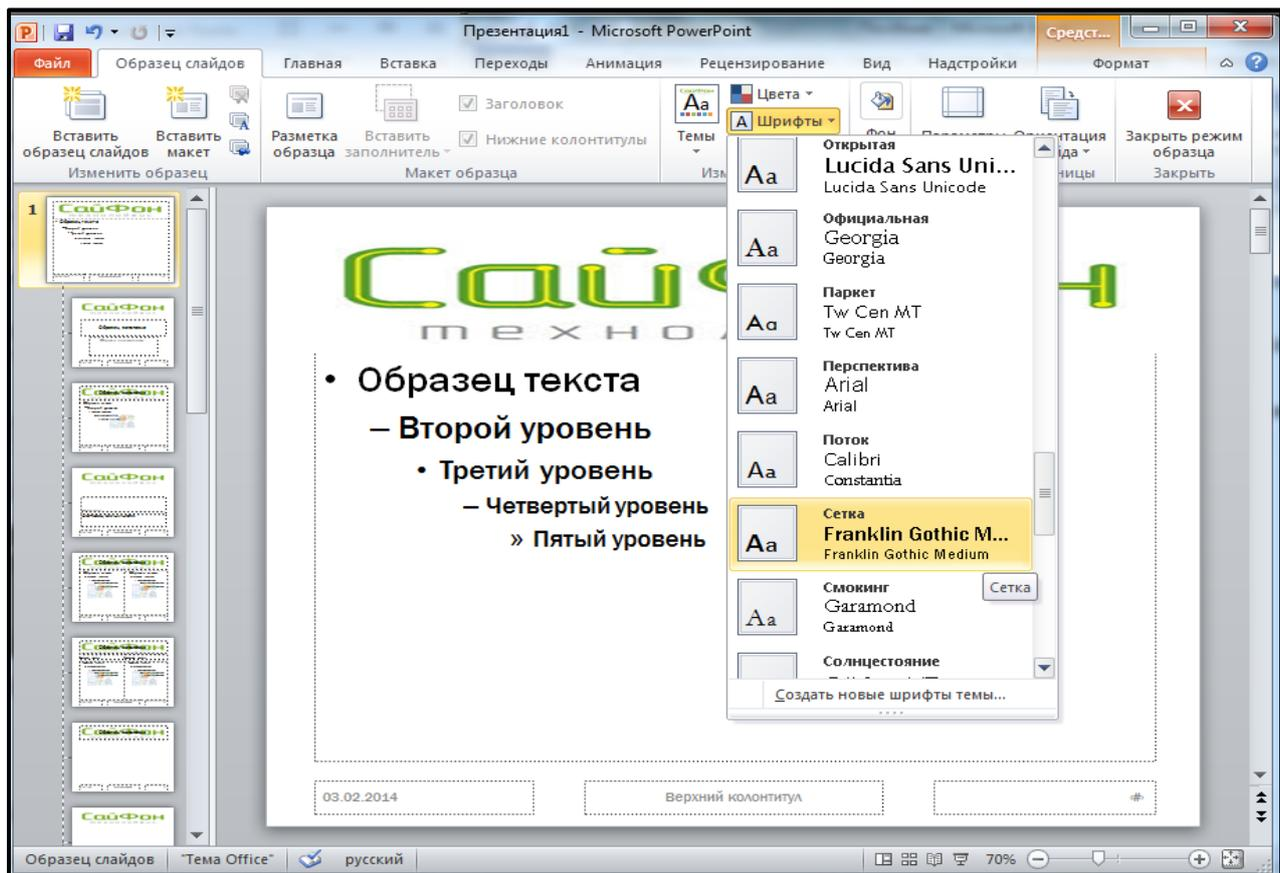 Презентация1 - Microsoft PowerPoint
Средст...
Файл
Образец слайдов
Главная
Вставка
Переходы
Анимация
Рецензирование
Вид
Надстройки
Формат
Вставить образец слайдов
Вставить макет
Изменить образец
Разметка образца
Вставить заполнитель
Заголовок
Нижние колонтитулы
Макет образца
Темы
Цвета
Шрифты
Закрыть режим образца
Закрыть
Открытая
Lucida Sans Uni...
Lucida Sans Unicode
Официальная
Georgia
Georgia
Паркет
Tw Cen MT
Tw Cen MT
Перспектива
Arial
Arial
Поток
Calibri
Constantia
Сетка
Franklin Gothic M...
Franklin Gothic Medium
Сетка
Смокинг
Garamond
Garamond
Солнцестояние
Создать новые шрифты темы...
1
СайФон
• Образец текста
– Второй уровень
• Третий уровень
– Четвертый уровень
» Пятый уровень
03.02.2014
Верхний колонтитул
‹#›
Образец слайдов
"Тема Office"
русский
70%